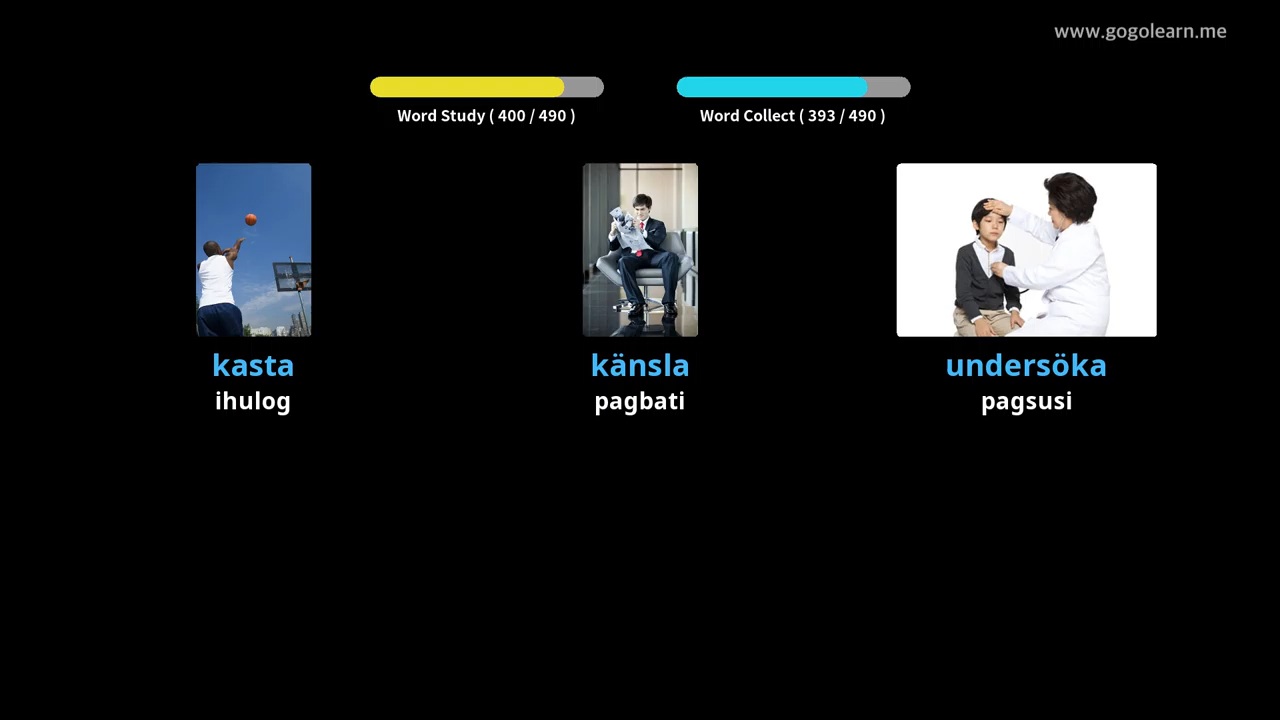 www.gogolearn.me
Word Study ( 400 / 490 )
Word Collect ( 393 / 490 )
kasta
ihulog
känsla
pagbati
undersöka
pagsusi